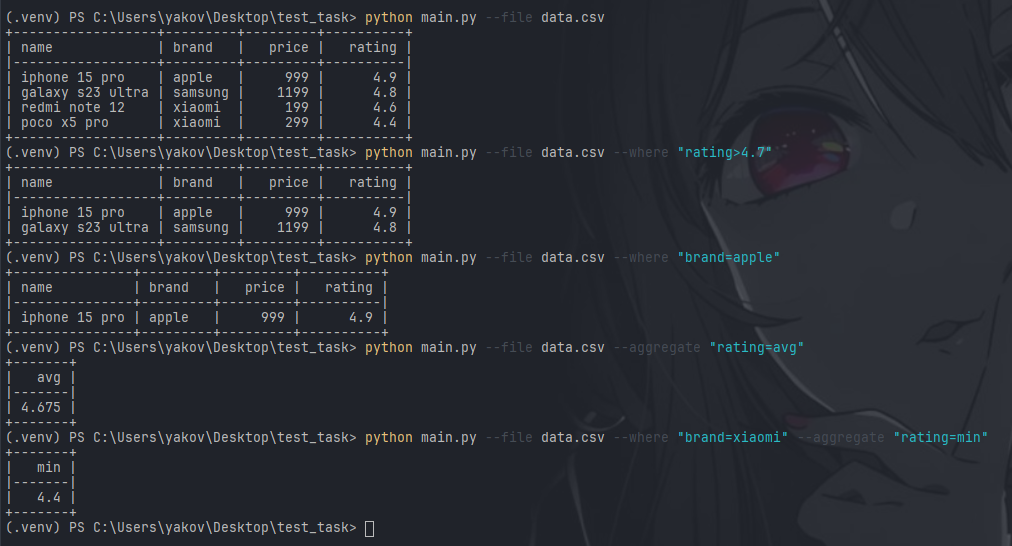 (.venv) PS C:\Users\yakov\Desktop\test_task> python main.py --file data.csv
+------------------+---------+---------+----------+
| name             | brand   |   price |   rating |
|------------------+---------+---------+----------|
| iphone 15 pro    | apple   |     999 |      4.9 |
| galaxy s23 ultra | samsung |    1199 |      4.8 |
| redmi note 12    | xiaomi  |     199 |      4.6 |
| poco x5 pro      | xiaomi  |     299 |      4.4 |
+------------------+---------+---------+----------+
(.venv) PS C:\Users\yakov\Desktop\test_task> python main.py --file data.csv --where "rating>4.7"
+------------------+---------+---------+----------+
| name             | brand   |   price |   rating |
|------------------+---------+---------+----------|
| iphone 15 pro    | apple   |     999 |      4.9 |
| galaxy s23 ultra | samsung |    1199 |      4.8 |
+------------------+---------+---------+----------+
(.venv) PS C:\Users\yakov\Desktop\test_task> python main.py --file data.csv --where "brand=apple"
+---------------+---------+---------+----------+
| name          | brand   |   price |   rating |
|---------------+---------+---------+----------|
| iphone 15 pro | apple   |     999 |      4.9 |
+---------------+---------+---------+----------+
(.venv) PS C:\Users\yakov\Desktop\test_task> python main.py --file data.csv --aggregate "rating=avg"
+-------+
|   avg |
|-------|
| 4.675 |
+-------+
(.venv) PS C:\Users\yakov\Desktop\test_task> python main.py --file data.csv --where "brand=xiaomi" --aggregate "rating=min"
+-------+
|   min |
|-------|
|   4.4 |
+-------+
(.venv) PS C:\Users\yakov\Desktop\test_task>